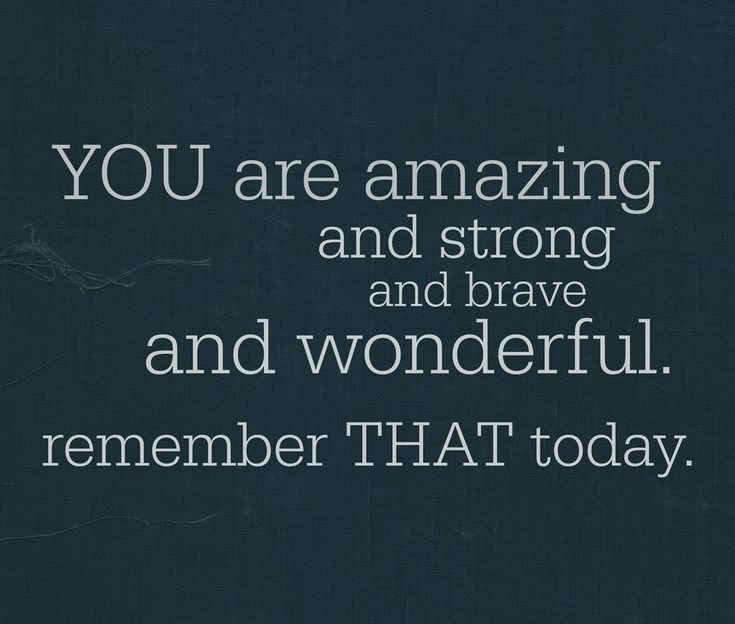 YOU are amazing
and strong
and brave
and wonderful.
remember THAT today.